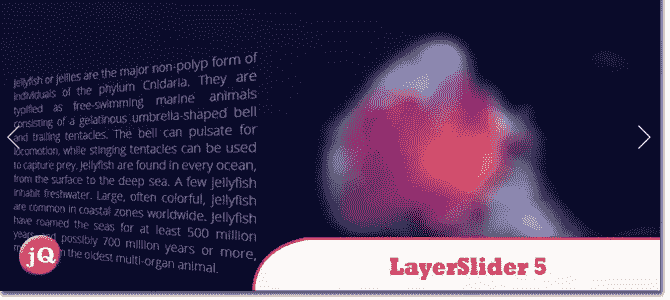 Jellyfish or jellies are the major non-polyp form of
individuals of the phylum Cnidaria. They are
typified as free-swimming marine animals
consisting of a gelatinous umbrella-shaped bell
and trailing tentacles. The bell can pulsate for
locomotion, while stinging tentacles can be used
to capture prey. Jellyfish are found in every ocean,
from the surface to the deep sea. A few jellyfish
inhabit freshwater. Large, often colorful, jellyfish
are common in coastal zones worldwide. Jellyfish
have roamed the seas for at least 500 million
years possibly 700 million years or more,
the oldest multi-organ animal.
jQ
LayerSlider 5